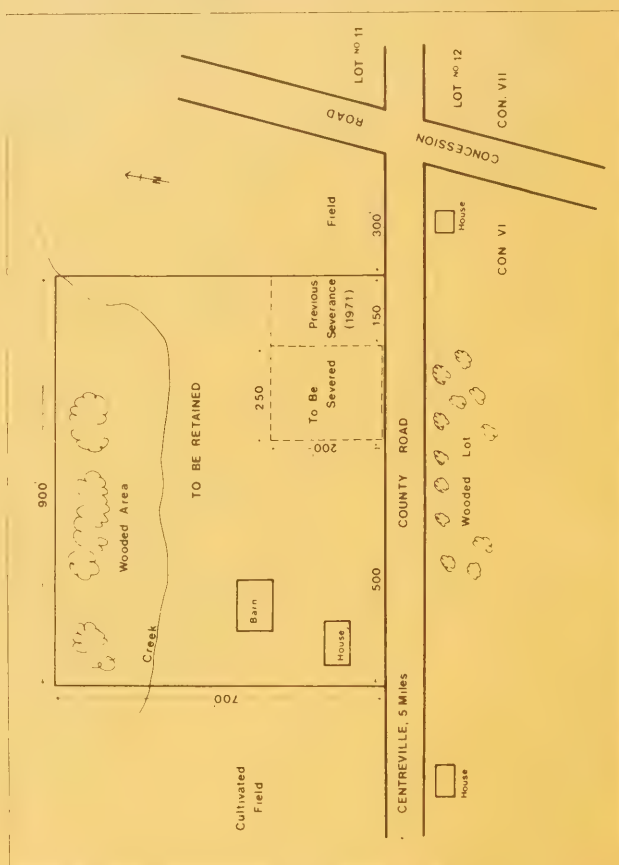 LOT NO 11
ROAD
CONCESSION
LOT NO 12
CON. VII
CON VI
N
Field
300'
House
900
Wooded Area
Creek
TO BE RETAINED
700
250
Previous
Severance
(1971)
To Be
Severed
200'
150
Barn
House
500
COUNTY ROAD
CENTREVILLE, 5 Miles
Cultivated
Field
Wooded Lot
House